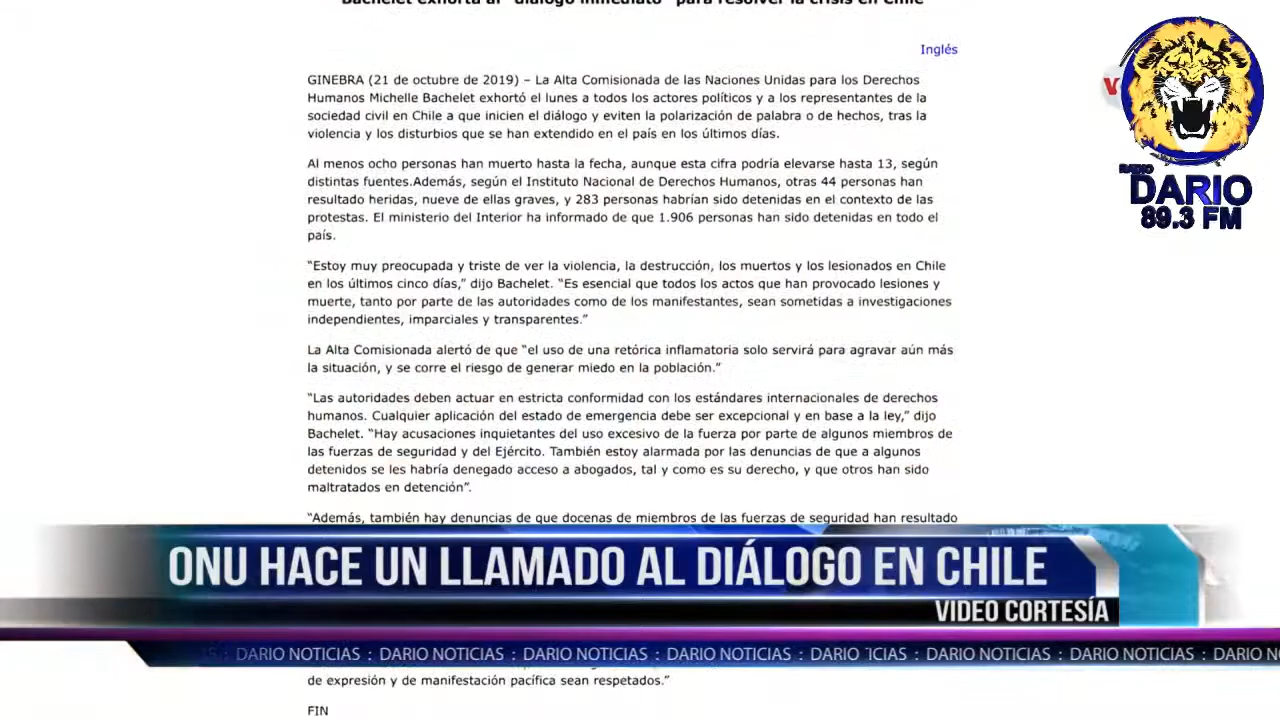 Bachelet exhorta al "diálogo inmediato" para resolver la crisis en Chile
Inglés
GINEBRA (21 de octubre de 2019) – La Alta Comisionada de las Naciones Unidas para los Derechos
Humanos Michelle Bachelet exhortó el lunes a todos los actores políticos y a los representantes de la
sociedad civil en Chile a que inicien el diálogo y eviten la polarización de palabra o de hechos, tras la
violencia y los disturbios que se han extendido en el país en los últimos días.
Al menos ocho personas han muerto hasta la fecha, aunque esta cifra podría elevarse hasta 13, según
distintas fuentes.Además, según el Instituto Nacional de Derechos Humanos, otras 44 personas han
resultado heridas, nueve de ellas graves, y 283 personas habrían sido detenidas en el contexto de las
protestas. El ministerio del Interior ha informado de que 1.906 personas han sido detenidas en todo el
país.
"Estoy muy preocupada y triste de ver la violencia, la destrucción, los muertos y los lesionados en Chile
en los últimos cinco días," dijo Bachelet. "Es esencial que todos los actos que han provocado lesiones y
muerte, tanto por parte de las autoridades como de los manifestantes, sean sometidas a investigaciones
independientes, imparciales y transparentes."
La Alta Comisionada alertó de que "el uso de una retórica inflamatoria solo servirá para agravar aún más
la situación, y se corre el riesgo de generar miedo en la población."
"Las autoridades deben actuar en estricta conformidad con los estándares internacionales de derechos
humanos. Cualquier aplicación del estado de emergencia debe ser excepcional y en base a la ley," dijo
Bachelet. "Hay acusaciones inquietantes del uso excesivo de la fuerza por parte de algunos miembros de
las fuerzas de seguridad y del Ejército. También estoy alarmada por las denuncias de que a algunos
detenidos se les habría denegado acceso a abogados, tal y como es su derecho, y que otros han sido
maltratados en detención".
"Además, también hay denuncias de que docenas de miembros de las fuerzas de seguridad han resultado
RADIO
DARIO
89.3 FM
ONU HACE UN LLAMADO AL DIÁLOGO EN CHILE
VIDEO CORTESÍA
: DARIO NOTICIAS : DARIO NOTICIAS : DARIO NOTICIAS : DARIO NOTICIAS : DARIO ICIAS : DARIO NOTICIAS : DARIO NOTICIAS : DARIO N
de expresión y de manifestación pacífica sean respetados."
FIN